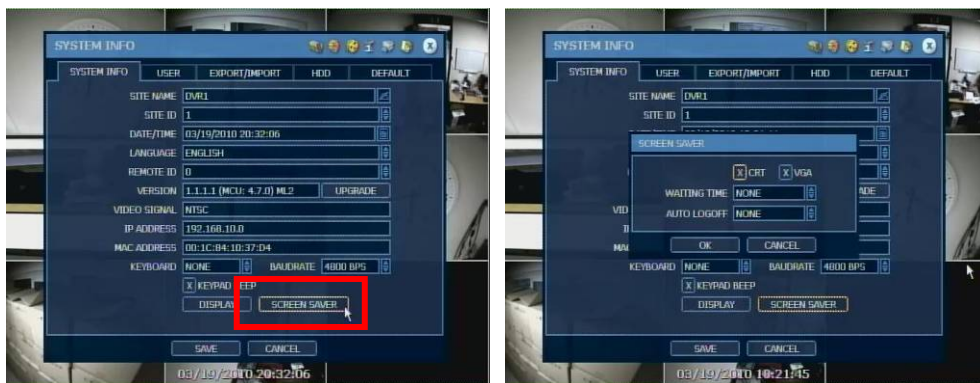 SYSTEM INFO
SYSTEM INFO USER EXPORT/IMPORT HDD DEFAULT
SITE NAME DVR1
SITE ID 1
DATE/TIME 03/19/2010 20:32:06
LANGUAGE ENGLISH
REMOTE ID 0
VERSION 1.1.1.1 (MCU: 4.7.0) ML2 UPGRADE
VIDEO SIGNAL NTSC
IP ADDRESS 192.168.10.0
MAC ADDRESS 00:1C:84:10:37:D4
KEYBOARD NONE BAUDRATE 4800 BPS
X KEYPAD BEEP
DISPLAY SCREEN SAVER
SAVE CANCEL
03/19/2010 20:32:06
SYSTEM INFO
SYSTEM INFO USER EXPORT/IMPORT HDD DEFAULT
SITE NAME DVR1
SITE ID 1
SCREEN SAVER
X CRT X VGA
WAITING TIME NONE
AUTO LOGOFF NONE
OK CANCEL
KEYBOARD NONE BAUDRATE 4800 BPS
X KEYPAD BEEP
DISPLAY SCREEN SAVER
SAVE CANCEL
03/19/2010 10:21:45